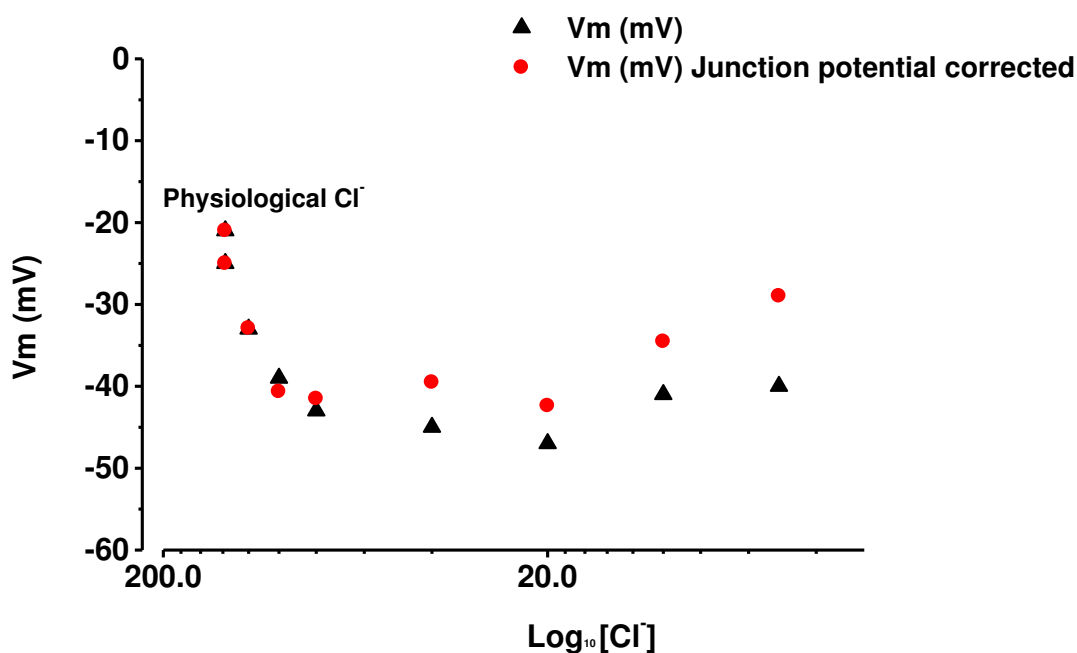 Vm (mV)
Vm (mV) Junction potential corrected
0
-10
Physiological Cl⁻
-20
-30
-40
-50
-60
200.0 20.0
Vm (mV)
Log₁₀[Cl⁻]